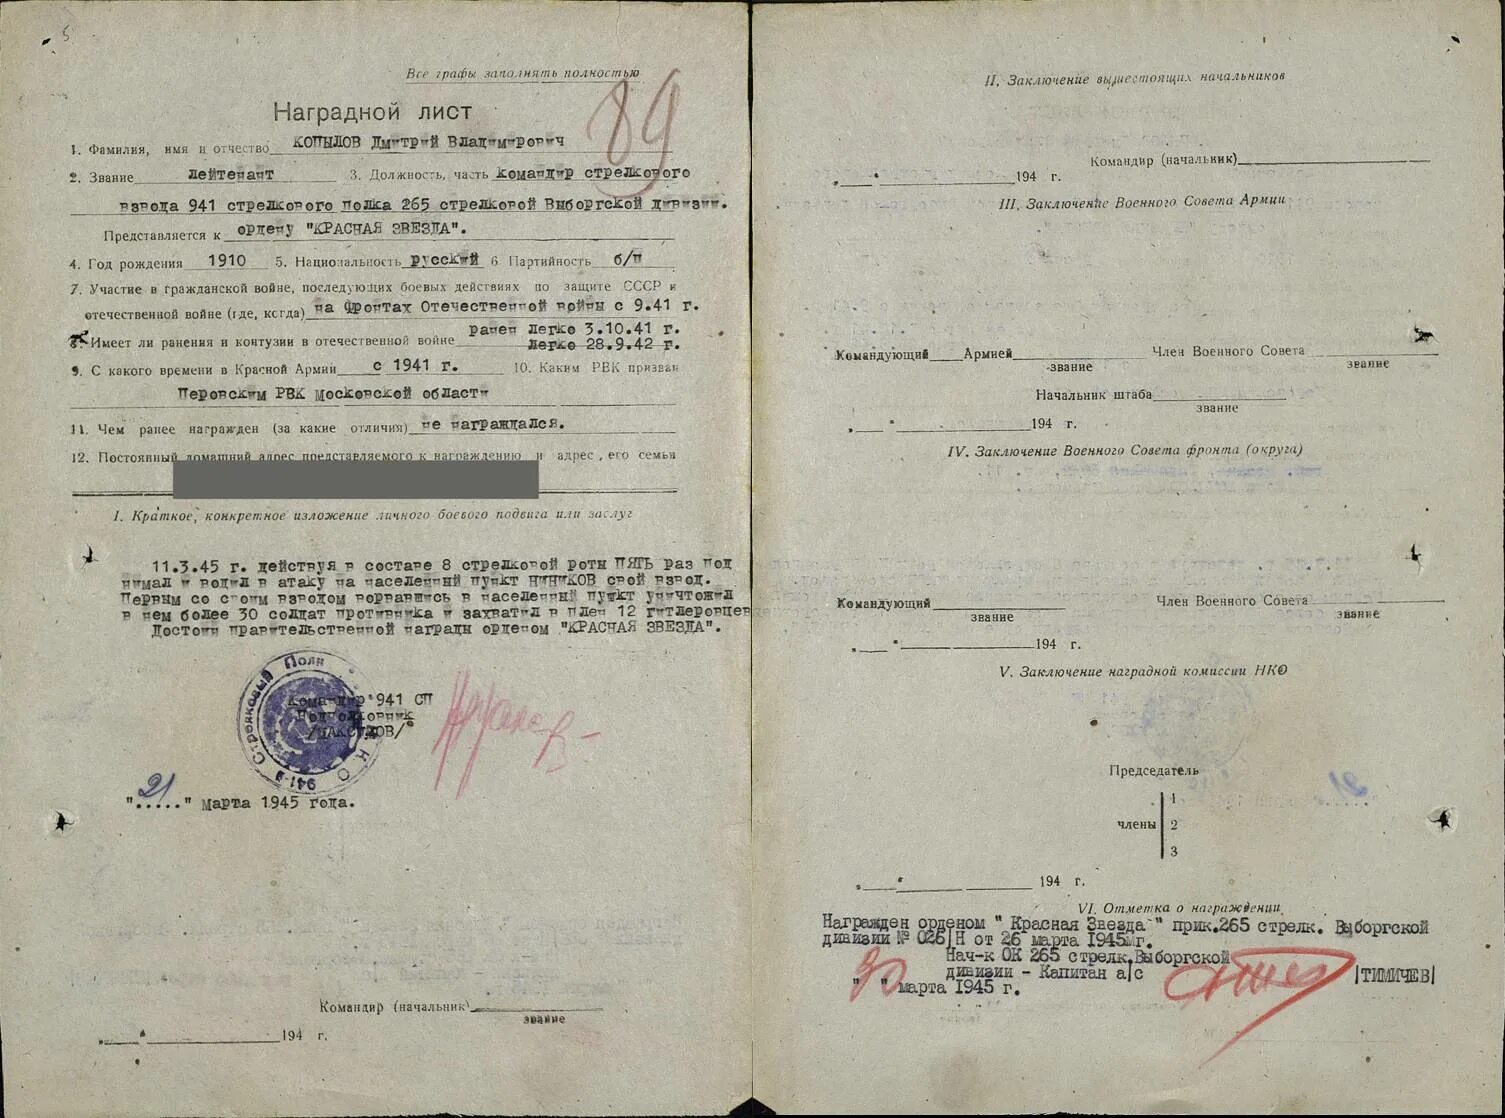 Все графы заполнять полностью
89
Наградной лист
1. Фамилия, имя и отчество КОПЫЛОВ Дмитрий Владимирович
2. Звание лейтенант 3. Должность, часть командир стрелкового
взвода 941 стрелкового полка 265 стрелковой Выборгской дивизии.
Представляется к ордену "КРАСНАЯ ЗВЕЗДА".
4. Год рождения 1910 5. Национальность русский 6 Партийность б/п
7. Участие в гражданской войне, последующих боевых действиях по защите СССР и
отечественной войне (где, когда) на Фронтах Отечественной войны с 9.41 г.
ранен легко 3.10.41 г.
8. Имеет ли ранения и контузии в отечественной войне легко 28.9.42 г.
9. С какого времени в Красной Армии с 1941 г. 10. Каким РВК призван
Перовским РВК Московской области
11. Чем ранее награжден (за какие отличия) не награждался.
12. Постоянный домашний адрес представляемого к награждению и адрес, его семьи
I. Краткое, конкретное изложение личного боевого подвига или заслуг
11.3.45 г. действуя в составе 8 стрелковой роты ПЯТЬ раз под
нимал и водил в атаку на населенный пункт НИНИКОВ свой взвод.
Первым со своим взводом ворвавшись в населенный пункт уничтожил
в нем более 30 солдат противника и захватил в плен 12 гитлеровцев
Достоин правительственной награды орденом "КРАСНАЯ ЗВЕЗДА".
941-й Стрелковый Полк НКО
Командир 941 СП
Подполковник
"21" марта 1945 года.
Командир (начальник)
звание
" " 194 г.
II. Заключение вышестоящих начальников
Командир (начальник)
" " 194 г.
III. Заключение Военного Совета Армии
Командующий Армией Член Военного Совета
звание звание
Начальник штаба
звание
" " 194 г.
IV. Заключение Военного Совета фронта (округа)
Командующий Член Военного Совета
звание звание
" " 194 г.
V. Заключение наградной комиссии НКО
Председатель
1
члены 2
3
" " 194 г.
VI. Отметка о награждении
Награжден орденом " Красная Звезда " прик.265 стрелк. Выборгской
дивизии № 026/Н от 26 марта 1945 г.
Нач-к ОК 265 стрелк.Выборгской
дивизии - Капитан а/с /ТИМИЧЕВ/
"30" марта 1945 г.